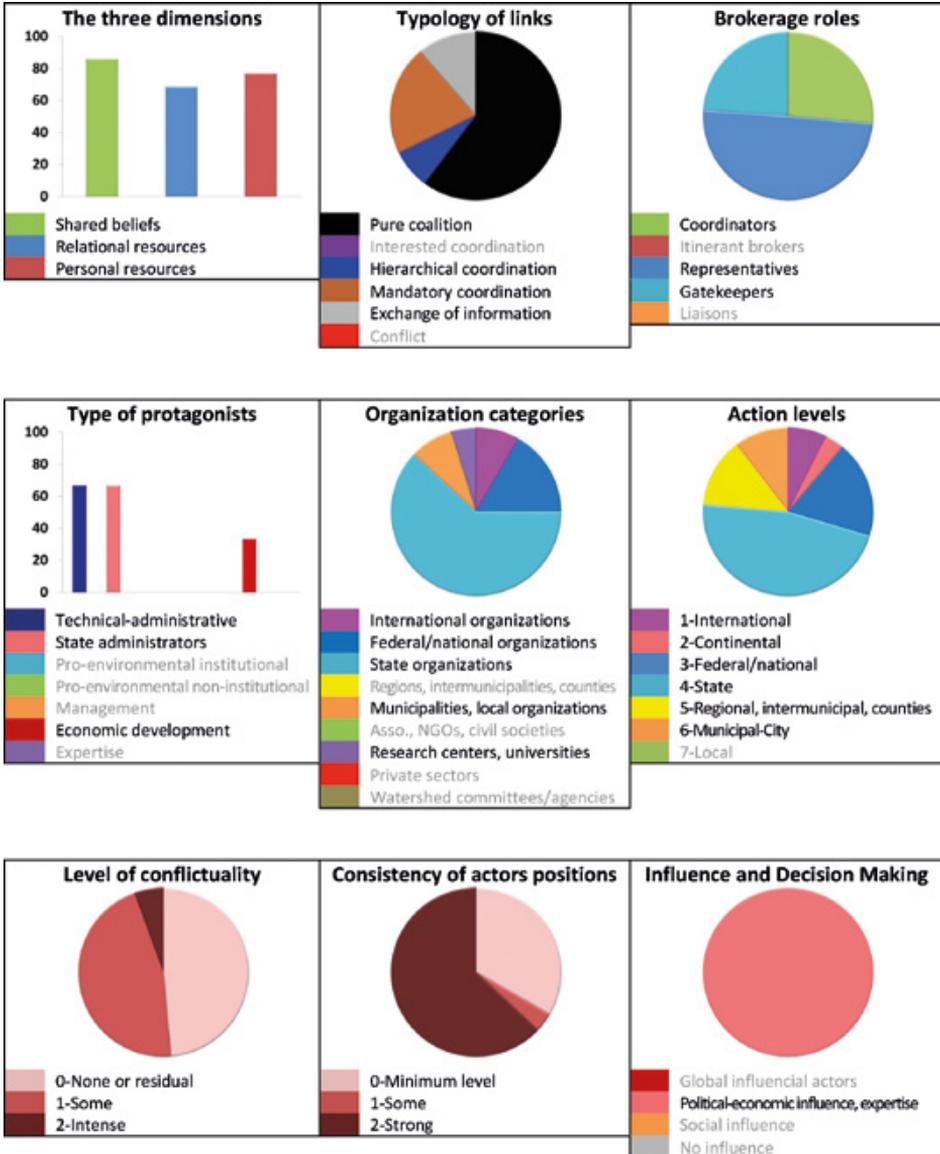 The three dimensions
100
80
60
40
20
0
Shared beliefs
Relational resources
Personal resources
Typology of links
Pure coalition
Interested coordination
Hierarchical coordination
Mandatory coordination
Exchange of information
Conflict
Brokerage roles
Coordinators
Itinerant brokers
Representatives
Gatekeepers
Liaisons
Type of protagonists
100
80
60
40
20
0
Technical-administrative
State administrators
Pro-environmental institutional
Pro-environmental non-institutional
Management
Economic development
Expertise
Organization categories
International organizations
Federal/national organizations
State organizations
Regions, intermunicipalities, counties
Municipalities, local organizations
Asso., NGOs, civil societies
Research centers, universities
Private sectors
Watershed committees/agencies
Action levels
1-International
2-Continental
3-Federal/national
4-State
5-Regional, intermunicipal, counties
6-Municipal-City
7-Local
Level of conflictuality
0-None or residual
1-Some
2-Intense
Consistency of actors positions
0-Minimum level
1-Some
2-Strong
Influence and Decision Making
Global influencial actors
Political-economic influence, expertise
Social influence
No influence